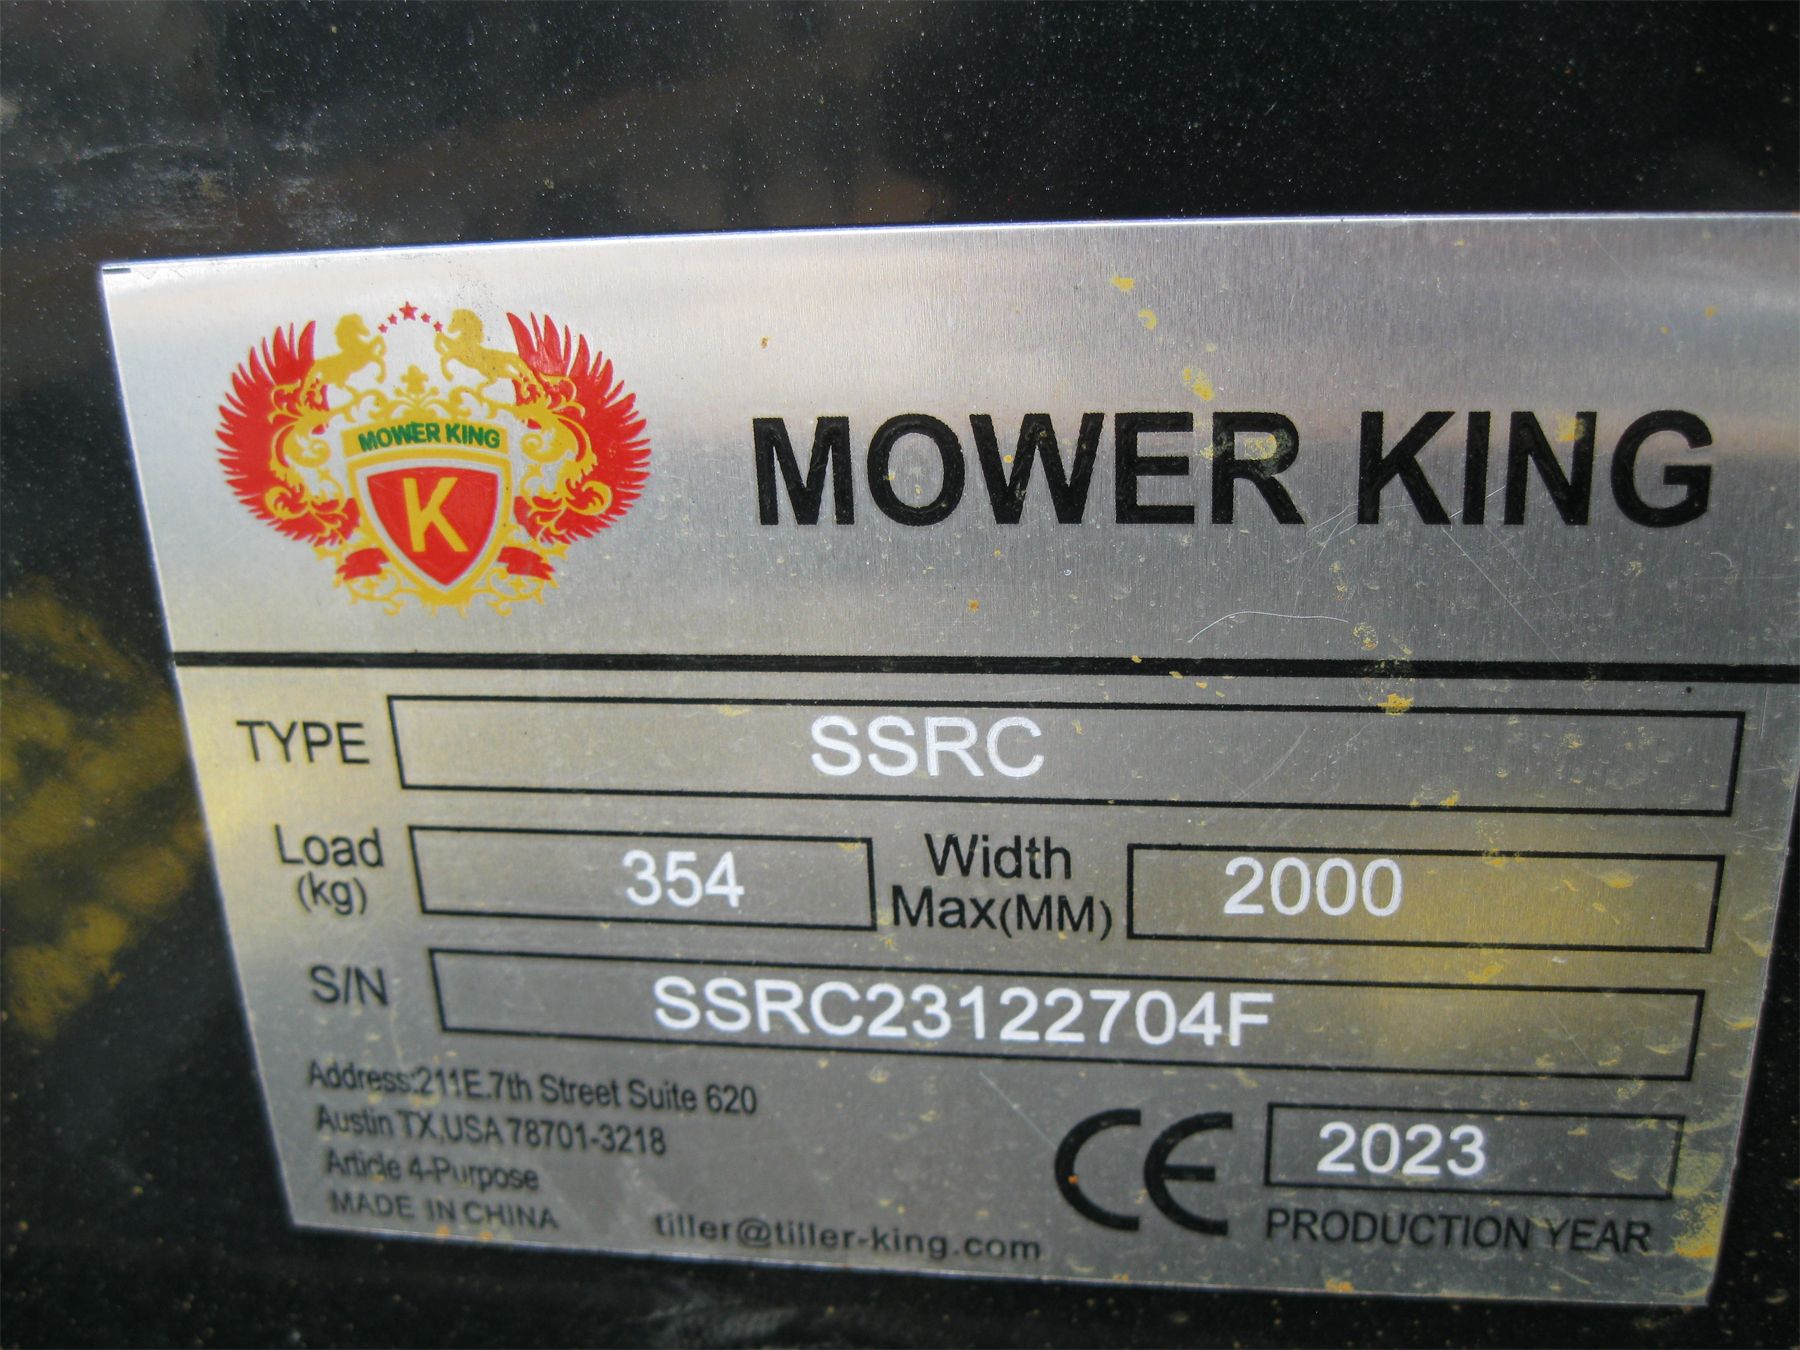 MOWER KING
K
MOWER KING
TYPE SSRC
Load (kg) 354 Width Max(MM) 2000
S/N SSRC23122704F
Address:211E.7th Street Suite 620
Austin TX,USA 78701-3218
Article 4-Purpose
MADE IN CHINA
tiller@tiller-king.com
CE 2023
PRODUCTION YEAR